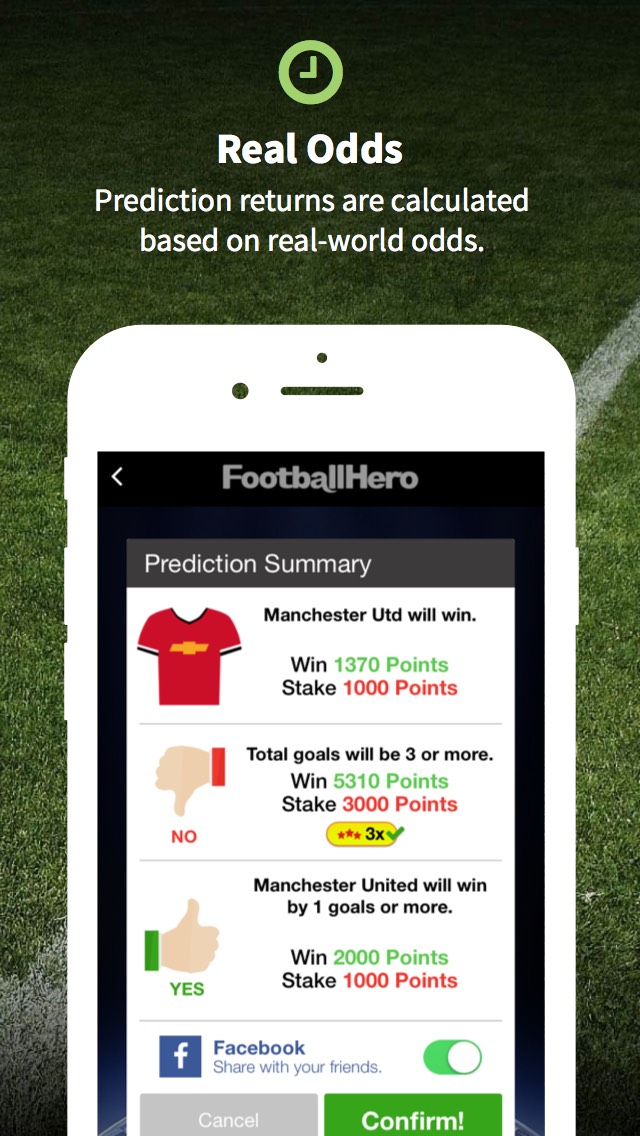 Real Odds
Prediction returns are calculated
based on real-world odds.
FootballHero
Prediction Summary
Manchester Utd will win.
Win 1370 Points
Stake 1000 Points
Total goals will be 3 or more.
Win 5310 Points
Stake 3000 Points
3x
NO
Manchester United will win
by 1 goals or more.
Win 2000 Points
Stake 1000 Points
YES
f
Facebook
Share with your friends.
Cancel
Confirm!